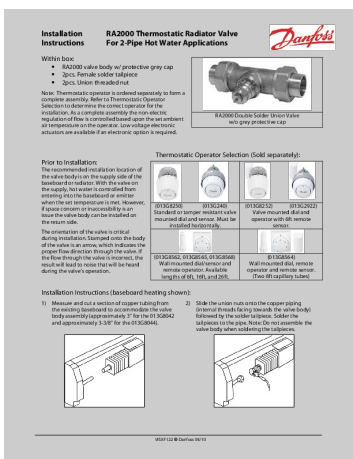 Installation RA2000 Thermostatic Radiator Valve
Instructions For 2-Pipe Hot Water Applications
Danfoss
Within box:
• RA2000 valve body w/ protective grey cap
• 2pcs. Female solder tailpiece
• 2pcs. Union threaded nut
Note: Thermostatic operator is ordered separately to form a
complete assembly. Refer to Thermostatic Operator
Selection to determine the correct operator for the
installation. As a complete assembly the non-electric
regulation of flow is controlled based upon the set ambient
air temperature on the operator. Low voltage electronic
actuators are available if an electronic option is required.
RA2000 Double Solder Union Valve
w/o grey protective cap
Thermostatic Operator Selection (Sold separately):
Prior to Installation:
The recommended installation location of
the valve body is on the supply side of the
baseboard or radiator. With the valve on
the supply, hot water is controlled from
entering into the baseboard or emitter
when the set temperature is met. However,
if space concern or inaccessibility is an
issue the valve body can be installed on
the return side.
The orientation of the valve is critical
during installation. Stamped onto the body
of the valve is an arrow, which indicates the
proper flow direction through the valve. If
the flow through the valve is incorrect, the
result will lead to noise that will be heard
during the valve's operation.
(013G8250) (013G240)
Standard or tamper resistant valve
mounted dial and sensor. Must be
installed horizontally.
(013G8252) (013G2922)
Valve mounted dial and
operator with 6ft remote
sensor.
(013G8562, 013G8565, 013G8568)
Wall mounted dial/sensor and
remote operator. Available
lengths of 6ft, 16ft, and 26ft.
(013G8564)
Wall mounted dial, remote
operator and remote sensor.
(Two 6ft capillary tubes)
Installation Instructions (baseboard heating shown):
1) Measure and cut a section of copper tubing from
the existing baseboard to accommodate the valve
body assembly (approximately 3" for the 013G8042
and approximately 3-3/8" for the 013G8044).
2) Slide the union nuts onto the copper piping
(internal threads facing towards the valve body)
followed by the solder tailpiece. Solder the
tailpieces to the pipe. Note: Do not assemble the
valve body when soldering the tailpieces.
Danfoss 06/10